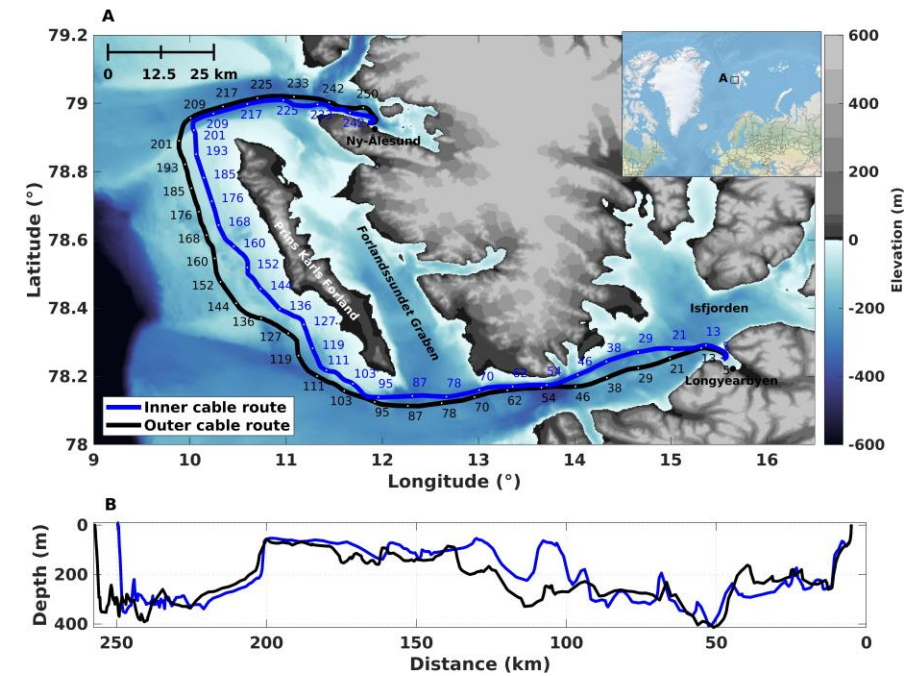 A
79.2
79
78.8
78.6
78.4
78.2
78
Latitude (°)
0 12.5 25 km
225 233 242 250
217
209
201
193
185
176
168
160
152
144
136
127
119
111
103
95 87 78 70 62 54 46 38 29 21 13 5
209 217 225 242
201
193
185
176
168
160
152
144
136
127
119
111
103
95 87 78 70 62 54 46 38 29 21 13
Ny-Ålesund
Prins Karls Forland
Forlandssundet Graben
Isfjorden
Longyearbyen
Inner cable route
Outer cable route
9 10 11 12 13 14 15 16
Longitude (°)
A
600
400
200
0
-200
-400
-600
Elevation (m)
B
0
200
400
Depth (m)
250 200 150 100 50 0
Distance (km)